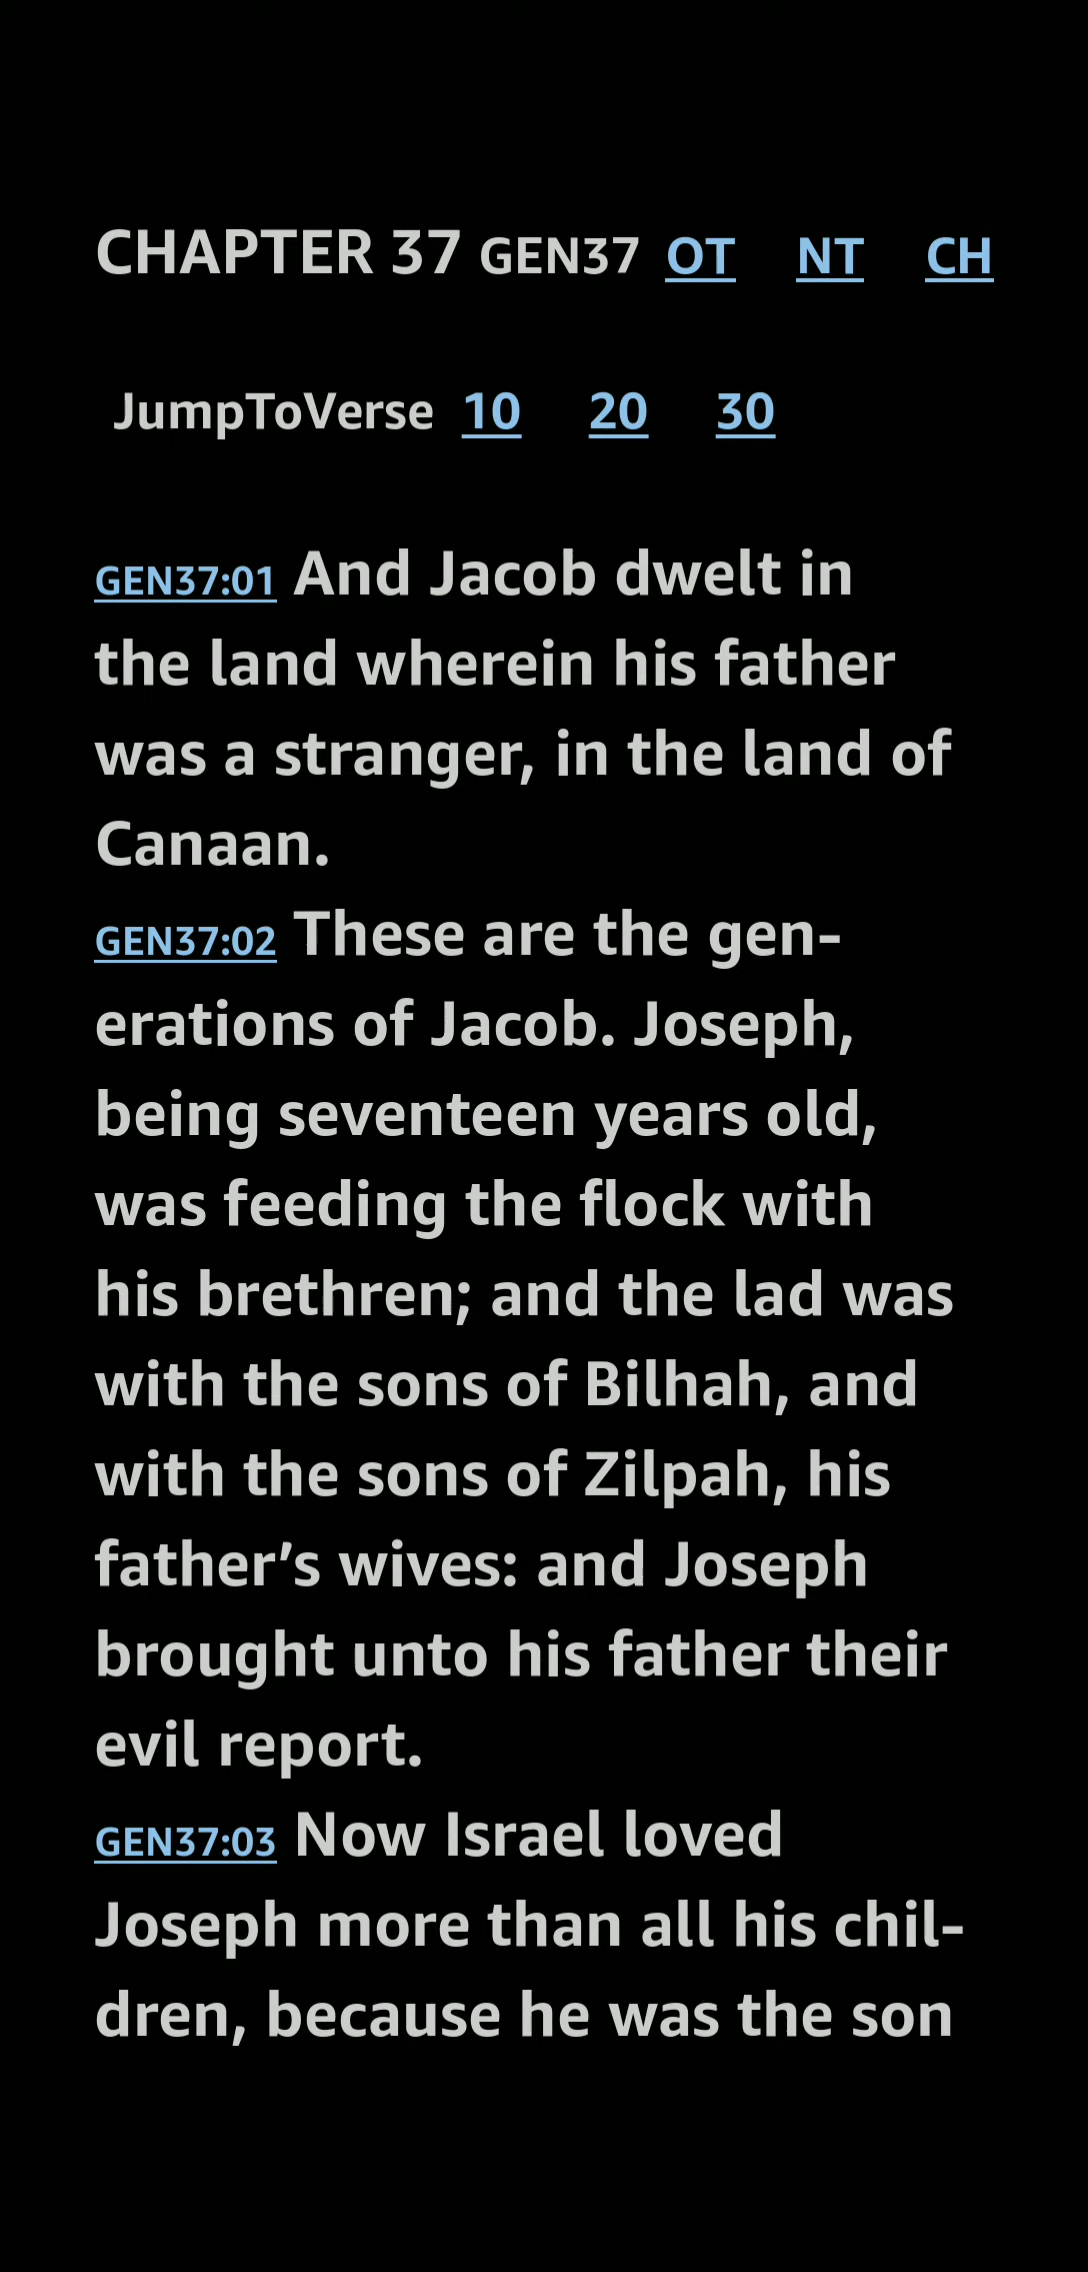 CHAPTER 37 GEN37 OT NT CH
JumpToVerse 10 20 30
GEN37:01 And Jacob dwelt in
the land wherein his father
was a stranger, in the land of
Canaan.
GEN37:02 These are the gen-
erations of Jacob. Joseph,
being seventeen years old,
was feeding the flock with
his brethren; and the lad was
with the sons of Bilhah, and
with the sons of Zilpah, his
father’s wives: and Joseph
brought unto his father their
evil report.
GEN37:03 Now Israel loved
Joseph more than all his chil-
dren, because he was the son